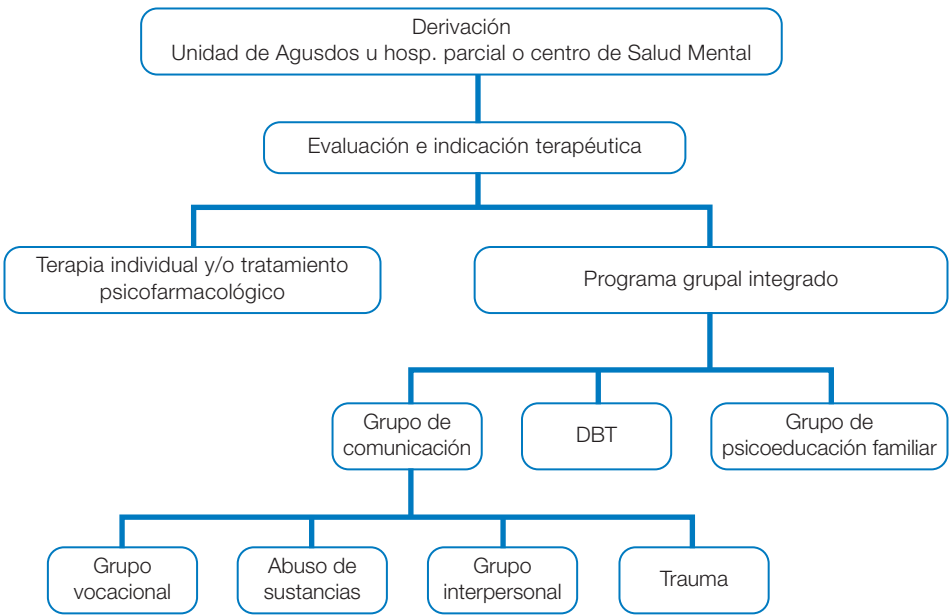 Derivación
Unidad de Agusdos u hosp. parcial o centro de Salud Mental
Evaluación e indicación terapéutica
Terapia individual y/o tratamiento
psicofarmacológico
Programa grupal integrado
Grupo de
comunicación
DBT
Grupo de
psicoeducación familiar
Grupo
vocacional
Abuso de
sustancias
Grupo
interpersonal
Trauma